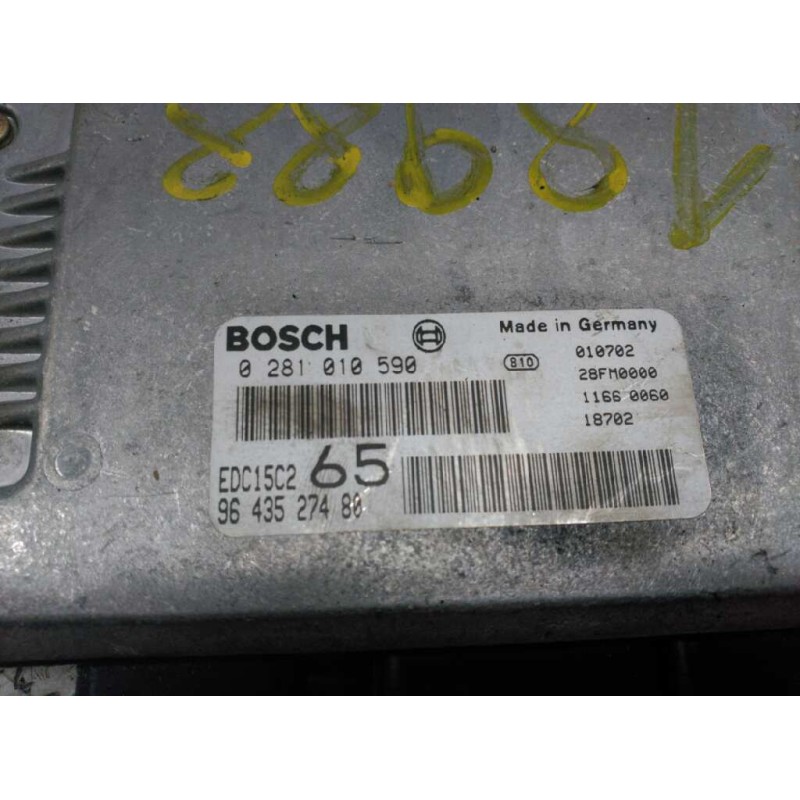 BOSCH
Made in Germany
0 281 010 590
810
010702
28FM0000
1166 0060
18702
EDC15C2 65
96 435 274 80